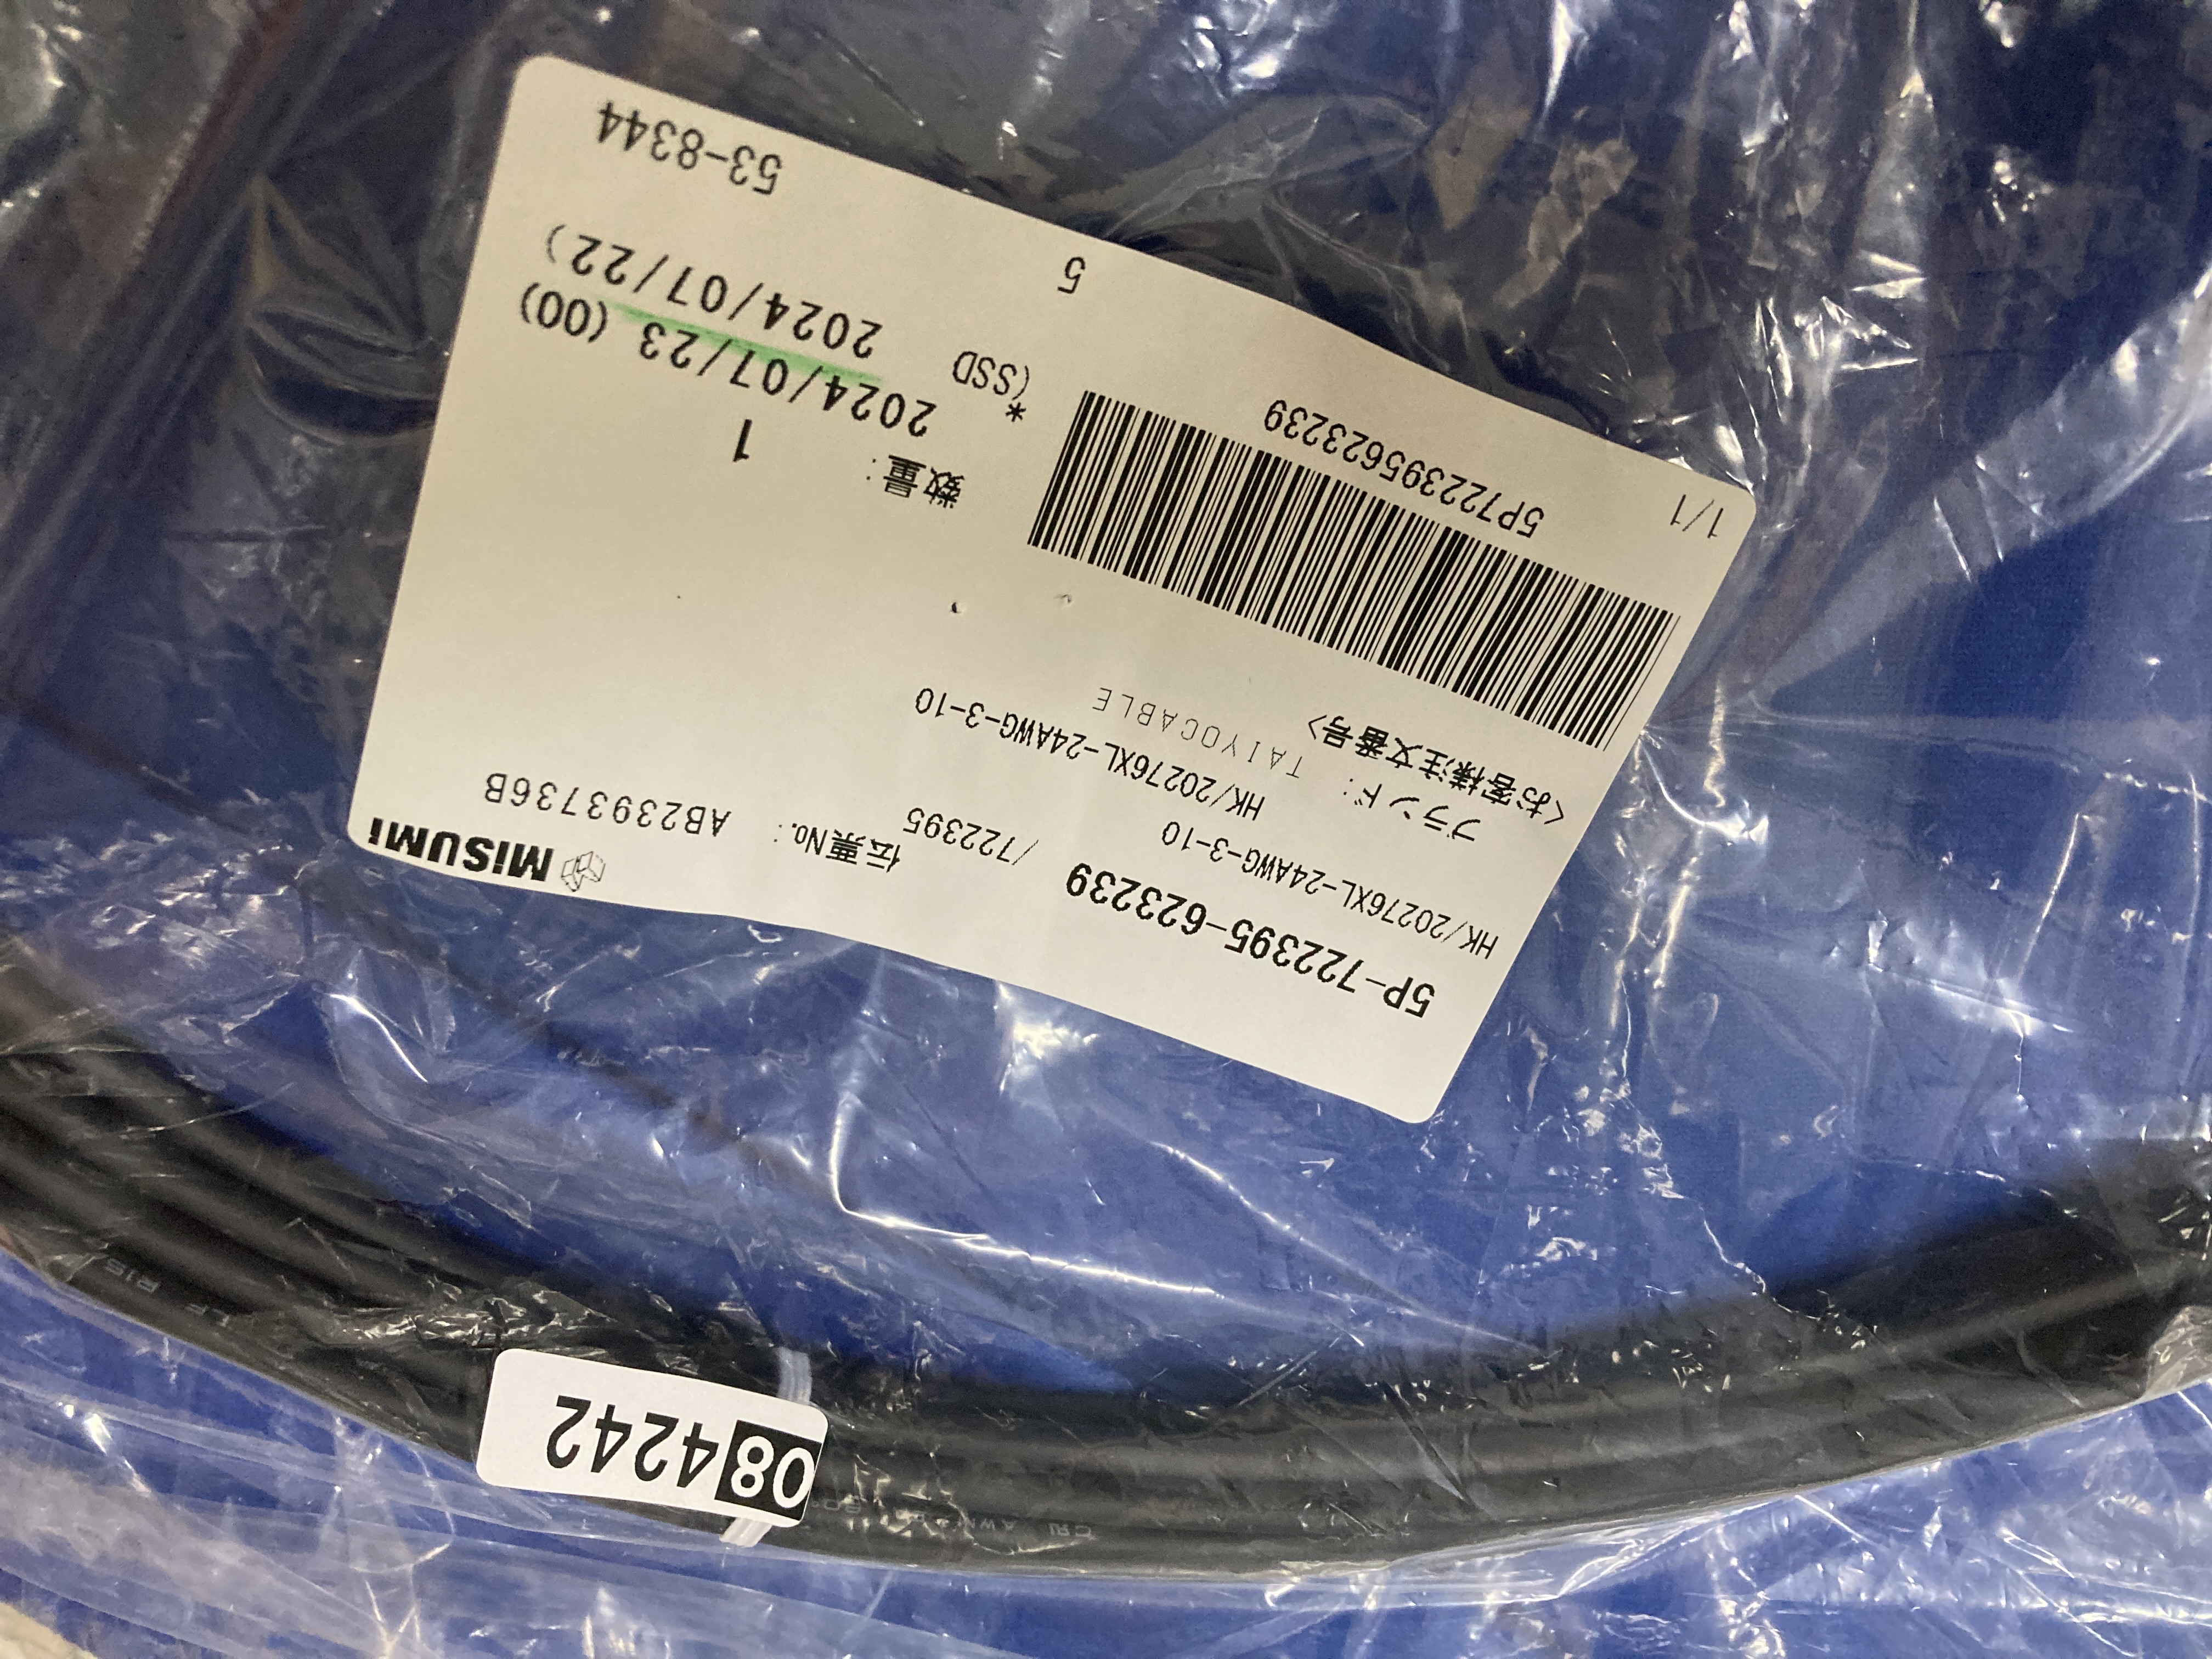 MiSUMi
伝票No.: AB2393736B
5P-722395-623239 /722395
HK/20276XL-24AWG-3-10
HK/20276XL-24AWG-3-10
ブランド: TAIYOCABLE
<お客様注文番号>
5P722395623239
数量: 1
* 2024/07/23 (00)
(SSD 2024/07/22)
1/1
5
53-8344
084242